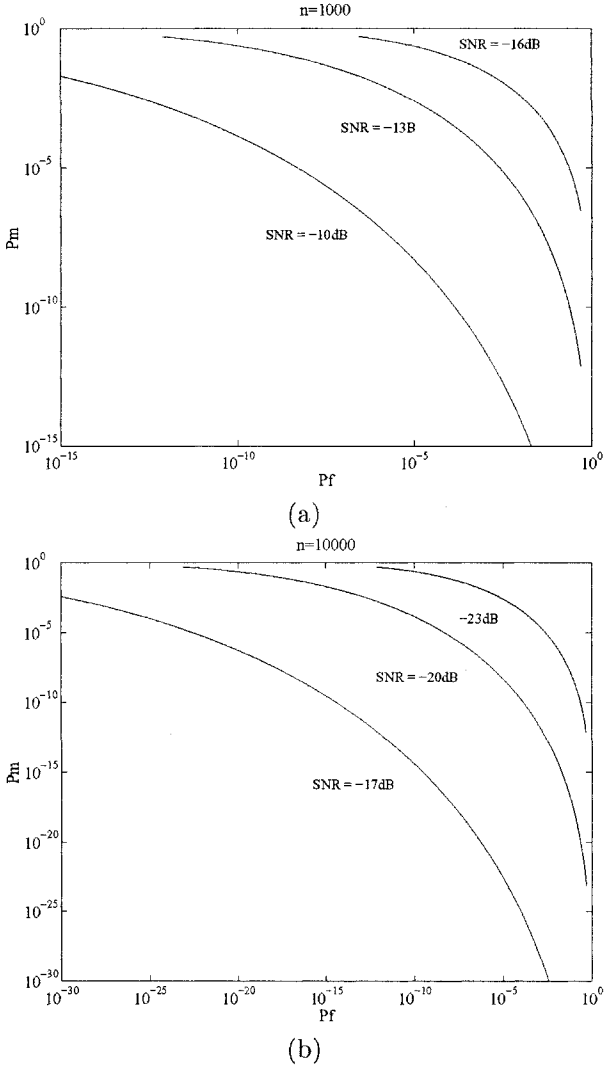 n=1000
10^0
SNR = −16dB
SNR = −13B
10^−5
Pm
SNR = −10dB
10^−10
10^−15
10^−15 10^−10 10^−5 10^0
Pf
(a)
n=10000
10^0
−23dB
10^−5
SNR = −20dB
10^−10
Pm
10^−15
SNR = −17dB
10^−20
10^−25
10^−30
10^−30 10^−25 10^−20 10^−15 10^−10 10^−5 10^0
Pf
(b)